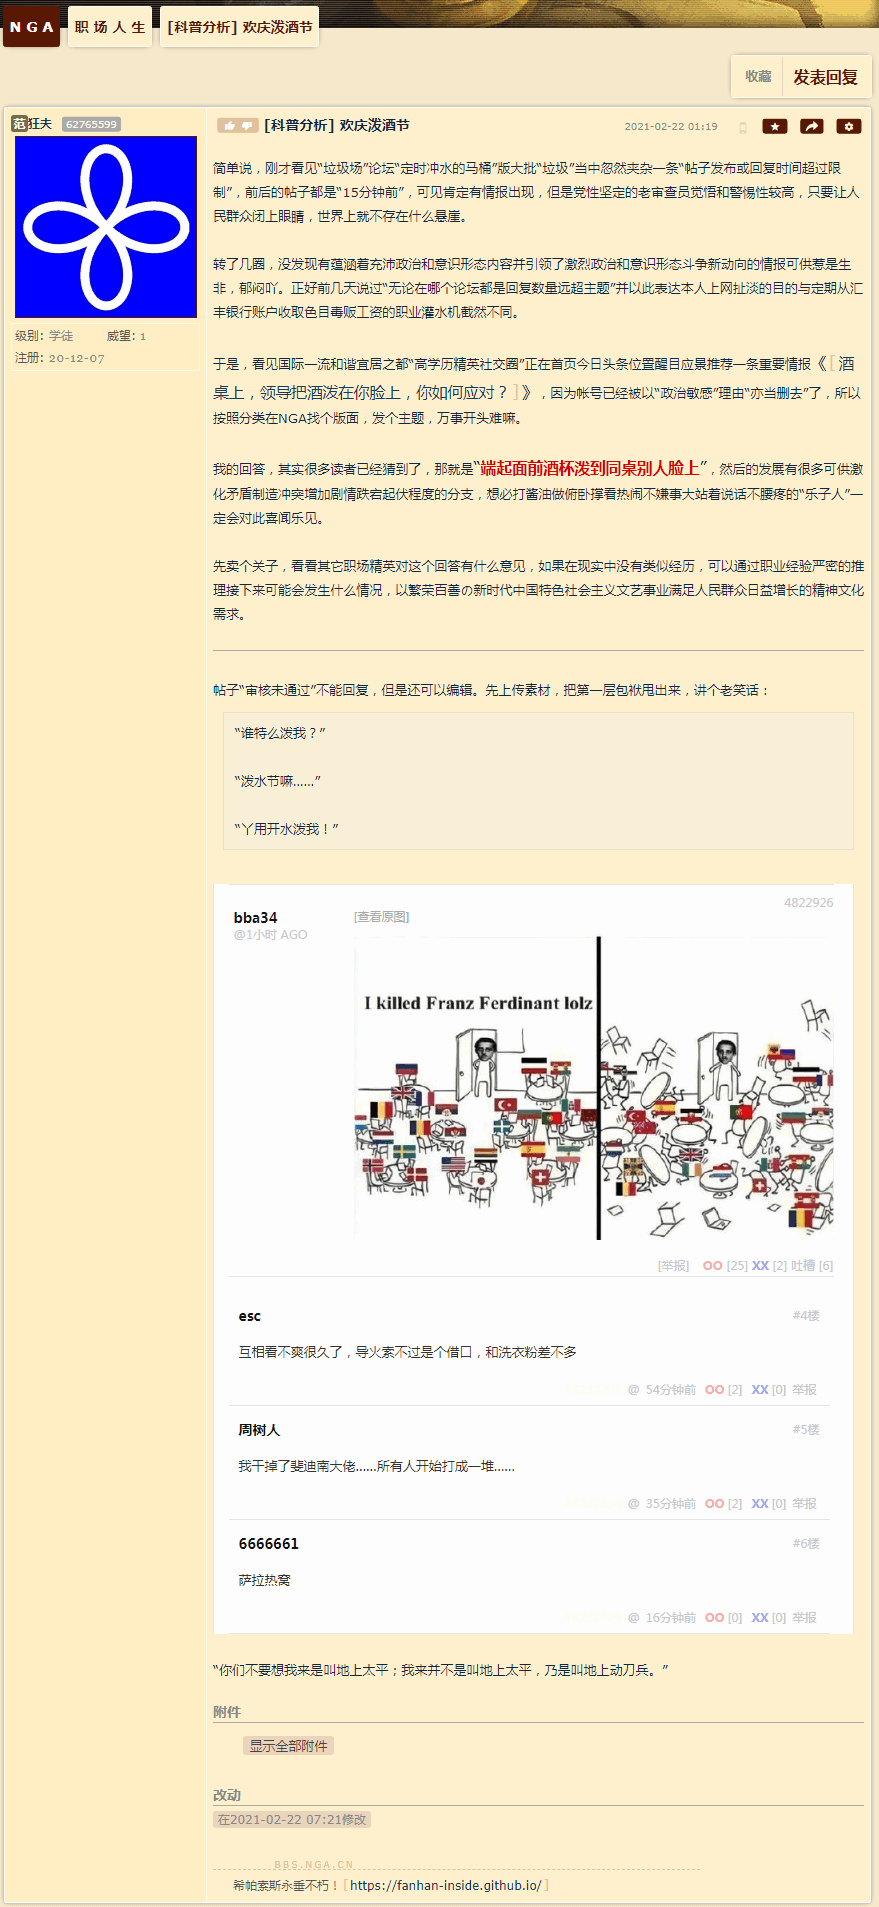 NGA 职场人生 [科普分析] 欢庆泼酒节
收藏 发表回复
范狂夫 62765599
级别: 学徒 威望: 1
注册: 20-12-07
[科普分析] 欢庆泼酒节 2021-02-22 01:19
简单说，刚才看见“垃圾场”论坛“定时冲水的马桶”版大批“垃圾”当中忽然夹杂一条“帖子发布或回复时间超过限
制”，前后的帖子都是“15分钟前”，可见肯定有情报出现，但是党性坚定的老审查员觉悟和警惕性较高，只要让人
民群众闭上眼睛，世界上就不存在什么悬崖。
转了几圈，没发现有蕴涵着充沛政治和意识形态内容并引领了激烈政治和意识形态斗争新动向的情报可供惹是生
非，郁闷吖。正好前几天说过“无论在哪个论坛都是回复数量远超主题”并以此表达本人上网扯淡的目的与定期从汇
丰银行账户收取色目毒贩工资的职业灌水机截然不同。
于是，看见国际一流和谐宜居之都“高学历精英社交圈”正在首页今日头条位置醒目应景推荐一条重要情报《[酒
桌上，领导把酒泼在你脸上，你如何应对？]》，因为帐号已经被以“政治敏感”理由“亦当删去”了，所以
按照分类在NGA找个版面，发个主题，万事开头难嘛。
我的回答，其实很多读者已经猜到了，那就是“端起面前酒杯泼到同桌别人脸上”，然后的发展有很多可供激
化矛盾制造冲突增加剧情跌宕起伏程度的分支，想必打酱油做俯卧撑看热闹不嫌事大站着说话不腰疼的“乐子人”一
定会对此喜闻乐见。
先卖个关子，看看其它职场精英对这个回答有什么意见，如果在现实中没有类似经历，可以通过职业经验严密的推
理接下来可能会发生什么情况，以繁荣百善の新时代中国特色社会主义文艺事业满足人民群众日益增长的精神文化
需求。
帖子“审核未通过”不能回复，但是还可以编辑。先上传素材，把第一层包袱甩出来，讲个老笑话：
“谁特么泼我？”
“泼水节嘛……”
“丫用开水泼我！”
4822926
bba34 [查看原图]
@1小时 AGO
I killed Franz Ferdinant lolz
[举报] OO [25] XX [2] 吐槽 [6]
esc #4楼
互相看不爽很久了，导火索不过是个借口，和洗衣粉差不多
@ 54分钟前 OO [2] XX [0] 举报
周树人 #5楼
我干掉了斐迪南大佬……所有人开始打成一堆……
@ 35分钟前 OO [2] XX [0] 举报
6666661 #6楼
萨拉热窝
@ 16分钟前 OO [0] XX [0] 举报
“你们不要想我来是叫地上太平；我来并不是叫地上太平，乃是叫地上动刀兵。”
附件
显示全部附件
改动
在2021-02-22 07:21修改
BBS.NGA.CN
希帕索斯永垂不朽！[https://fanhan-inside.github.io/]